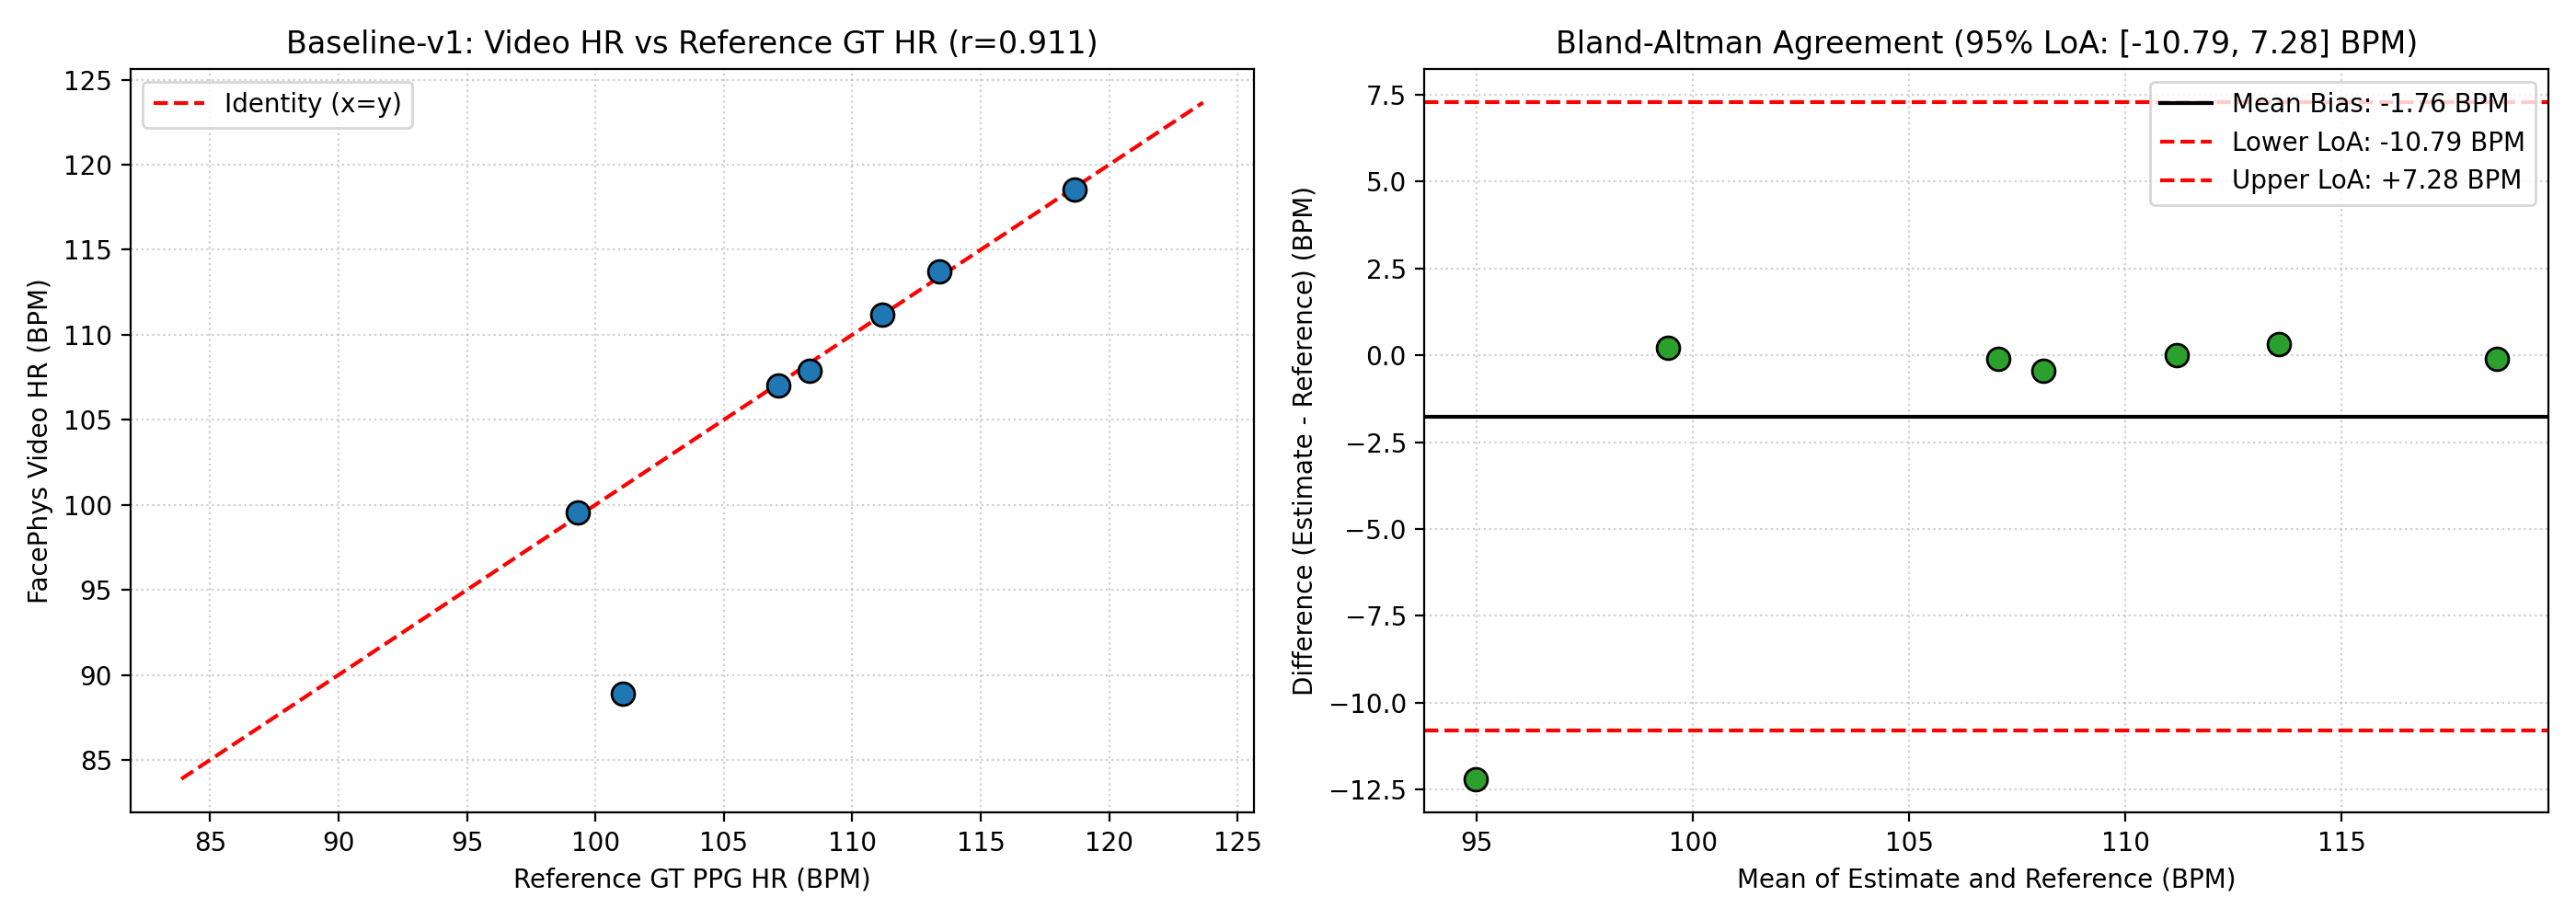 Baseline-v1: Video HR vs Reference GT HR (r=0.911)
Identity (x=y)
125
120
115
110
105
100
95
90
85
FacePhys Video HR (BPM)
85 90 95 100 105 110 115 120 125
Reference GT PPG HR (BPM)
Bland-Altman Agreement (95% LoA: [-10.79, 7.28] BPM)
Mean Bias: -1.76 BPM
Lower LoA: -10.79 BPM
Upper LoA: +7.28 BPM
7.5
5.0
2.5
0.0
−2.5
−5.0
−7.5
−10.0
−12.5
Difference (Estimate - Reference) (BPM)
95 100 105 110 115
Mean of Estimate and Reference (BPM)